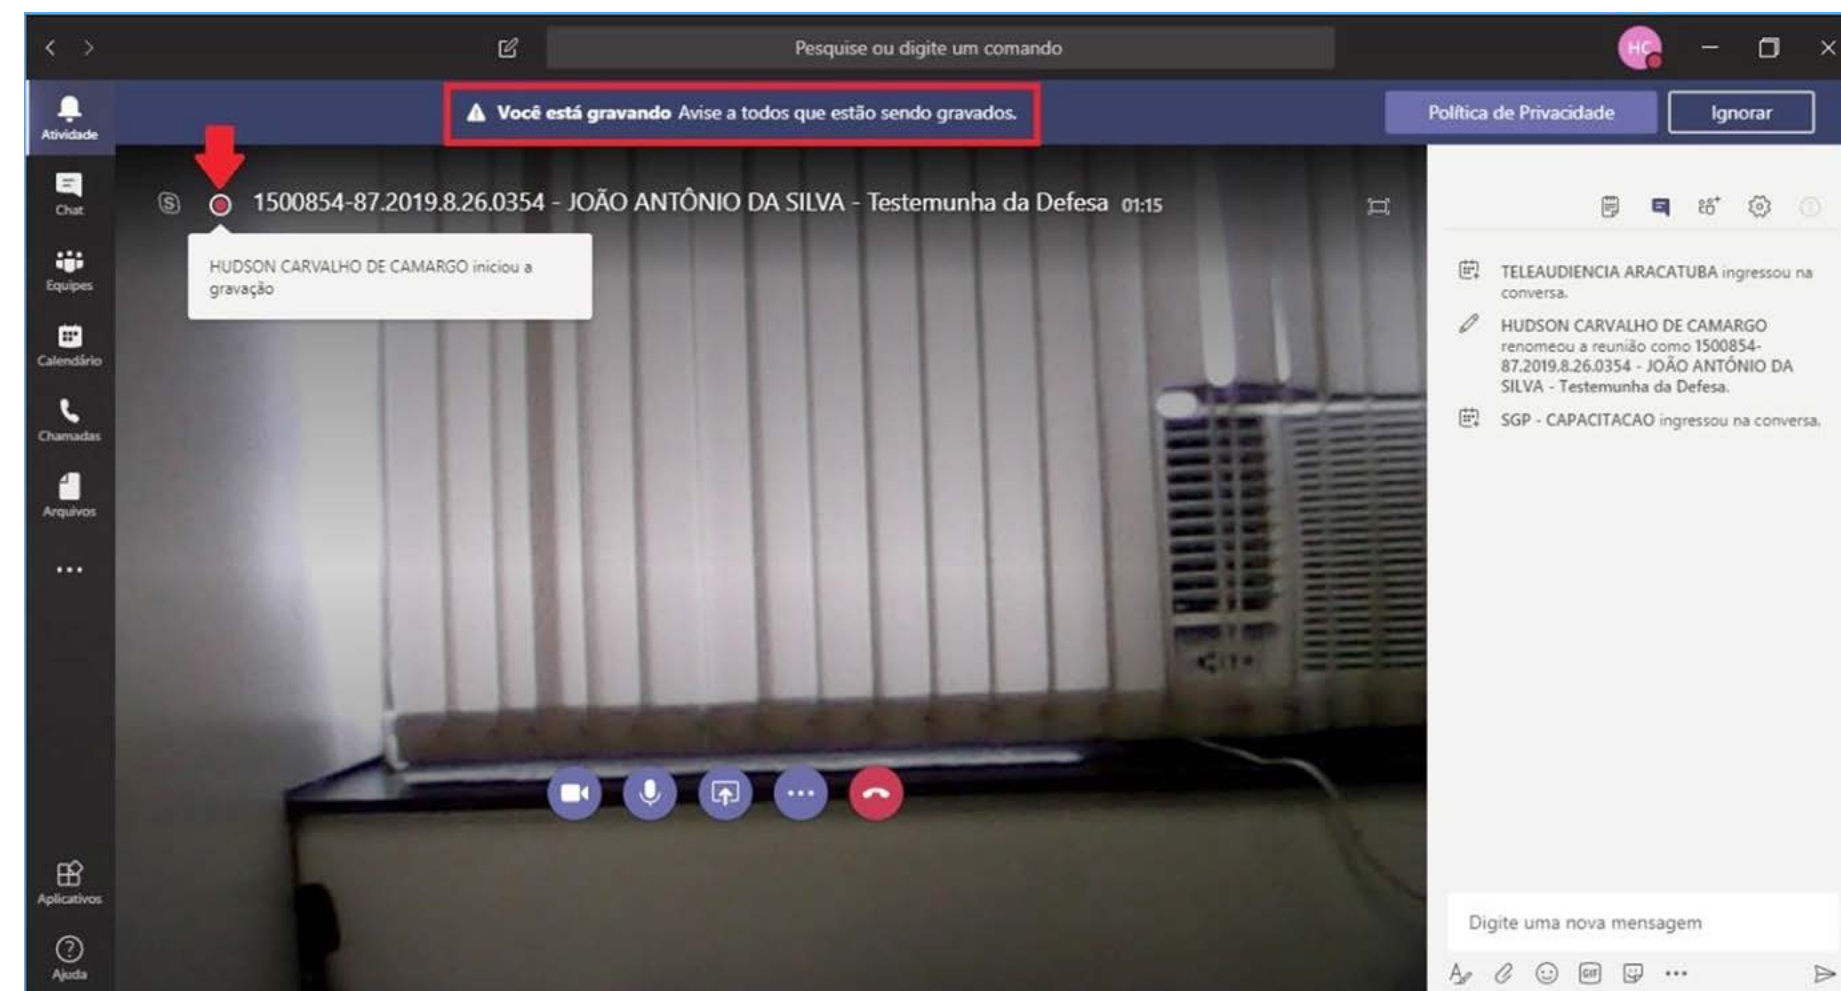 Pesquise ou digite um comando
HC
Você está gravando Avise a todos que estão sendo gravados.
Política de Privacidade
Ignorar
Atividade
Chat
Equipes
Calendário
Chamadas
Arquivos
Aplicativos
Ajuda
1500854-87.2019.8.26.0354 - JOÃO ANTÔNIO DA SILVA - Testemunha da Defesa 01:15
HUDSON CARVALHO DE CAMARGO iniciou a
gravação
TELEAUDIENCIA ARACATUBA ingressou na
conversa.
HUDSON CARVALHO DE CAMARGO
renomeou a reunião como 1500854-
87.2019.8.26.0354 - JOÃO ANTÔNIO DA
SILVA - Testemunha da Defesa.
SGP - CAPACITACAO ingressou na conversa.
Digite uma nova mensagem
GIF